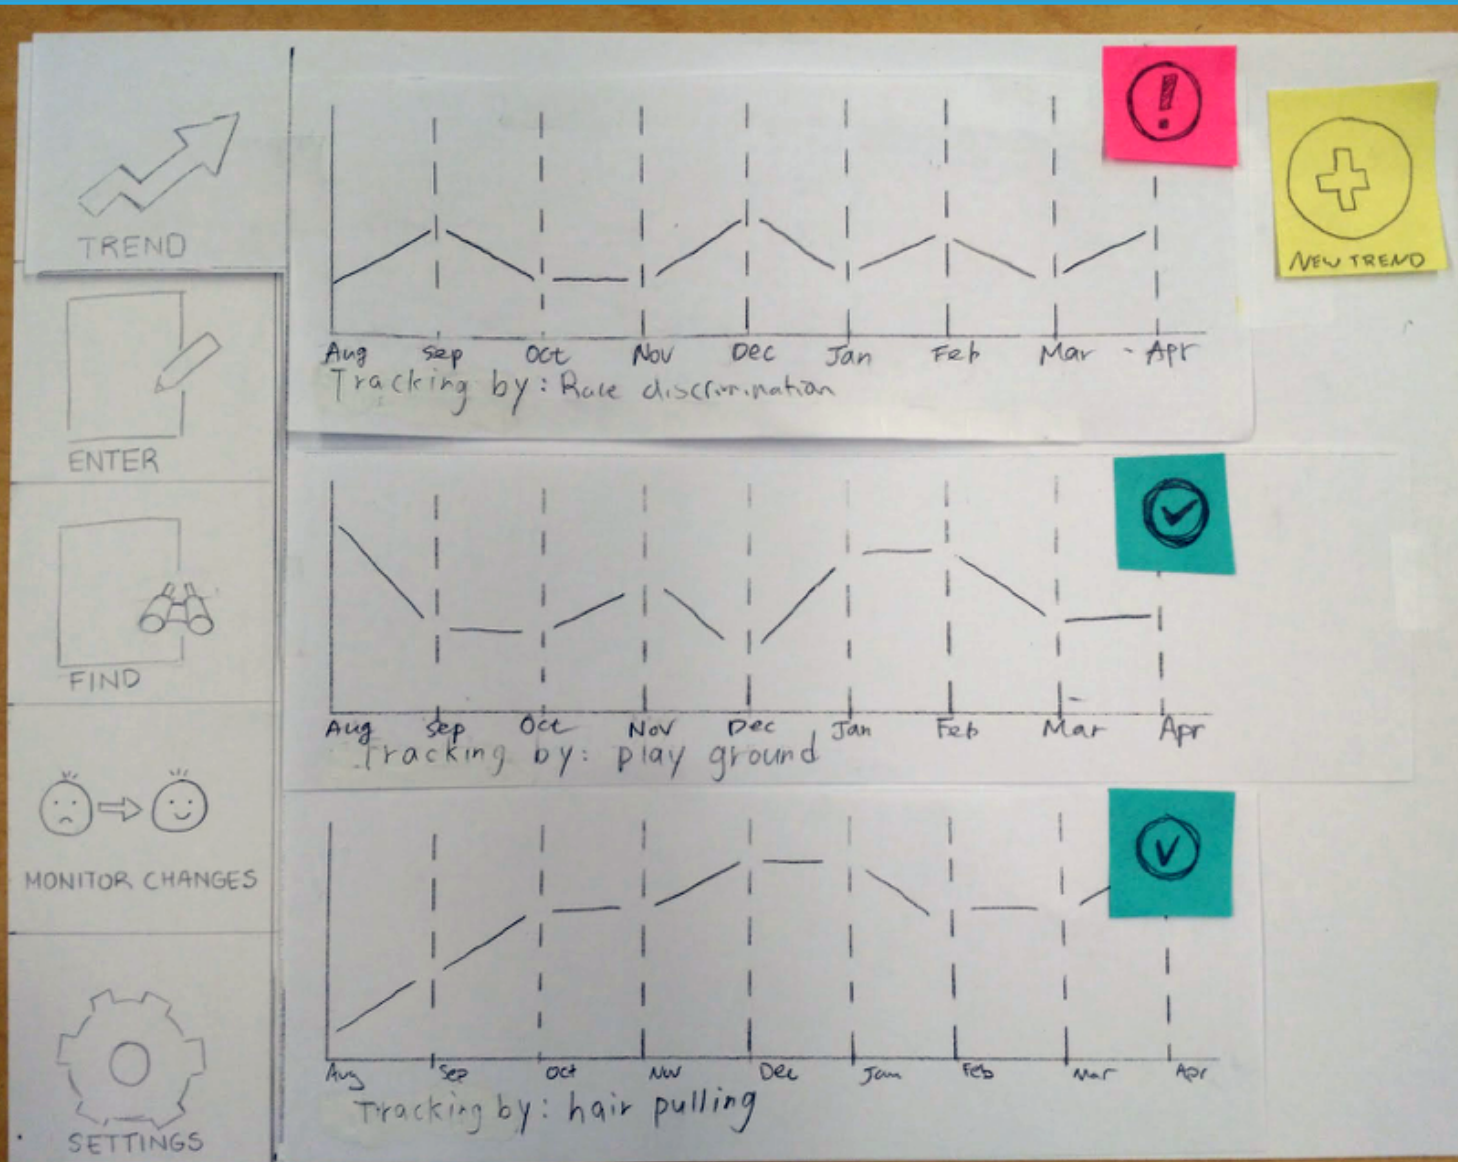 TREND
ENTER
FIND
MONITOR CHANGES
SETTINGS
!
NEW TREND
Aug Sep Oct Nov Dec Jan Feb Mar - Apr
Tracking by: Race discrimination
Aug Sep Oct Nov Dec Jan Feb Mar Apr
Tracking by: play ground
Aug Sep Oct Nov Dec Jan Feb Mar Apr
Tracking by: hair pulling